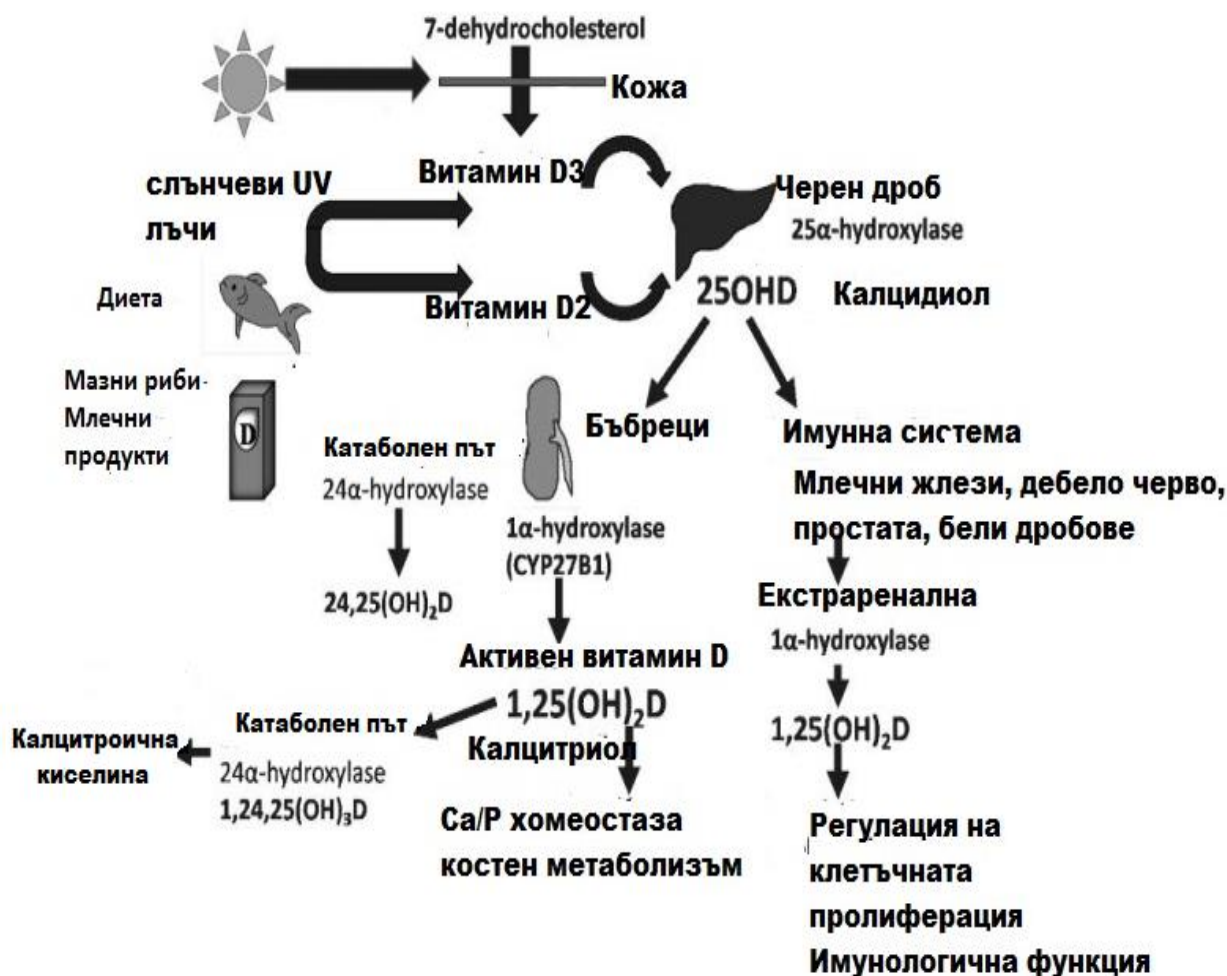 7-dehydrocholesterol
Кожа
слънчеви UV
лъчи
Витамин D3
Черен дроб
25α-hydroxylase
Диета
Витамин D2
25OHD
Калцидиол
Мазни риби
Млечни
продукти
D
Катаболен път
24α-hydroxylase
24,25(OH)₂D
Бъбреци
1α-hydroxylase
(CYP27B1)
Имунна система
Млечни жлези, дебело черво,
простата, бели дробове
Екстраренална
1α-hydroxylase
1,25(OH)₂D
Активен витамин D
1,25(OH)₂D
Калцитриол
Катаболен път
24α-hydroxylase
1,24,25(OH)₃D
Калцитроична
киселина
Ca/P хомеостаза
костен метаболизъм
Регулация на
клетъчната
пролиферация
Имунологична функция